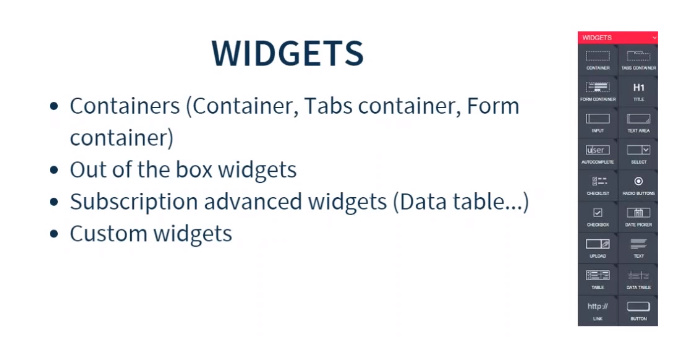 WIDGETS
• Containers (Container, Tabs container, Form
container)
• Out of the box widgets
• Subscription advanced widgets (Data table...)
• Custom widgets
WIDGETS
CONTAINER TABS CONTAINER
FORM CONTAINER H1 TITLE
INPUT TEXT AREA
user AUTOCOMPLETE SELECT
CHECKLIST RADIO BUTTONS
CHECKBOX DATE PICKER
UPLOAD TEXT
TABLE DATA TABLE
http:// LINK BUTTON